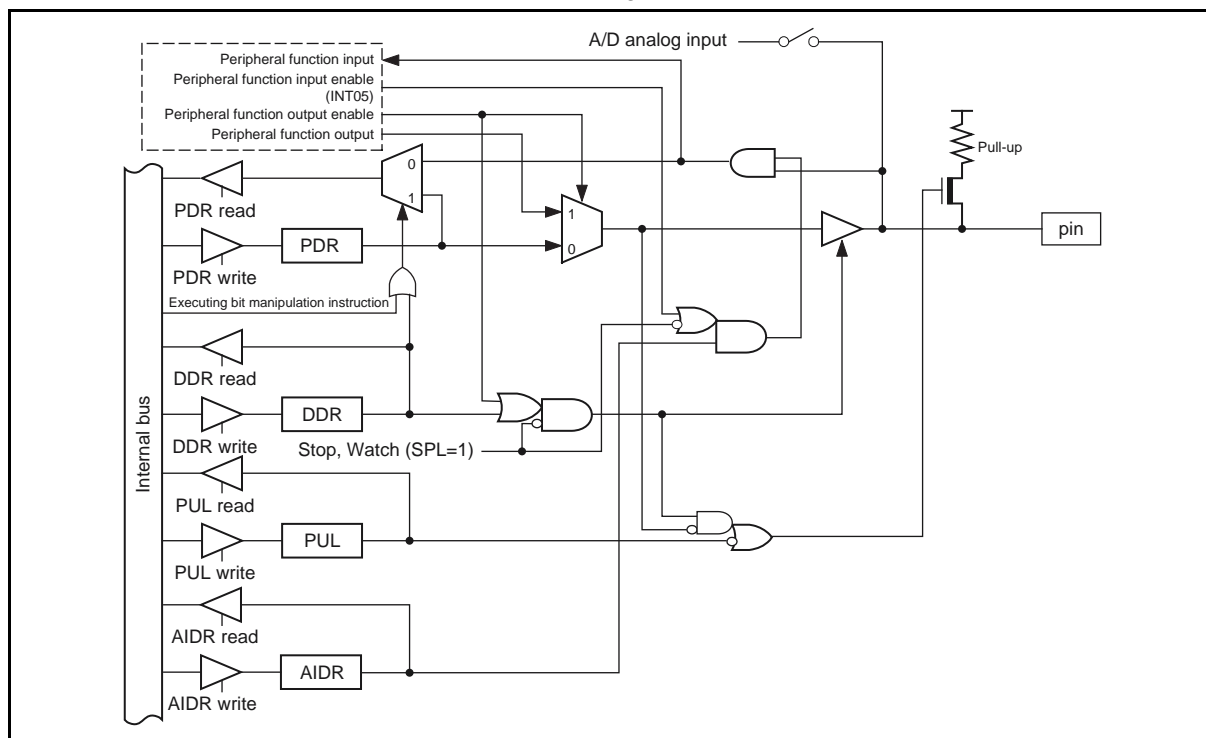 A/D analog input
Peripheral function input
Peripheral function input enable
(INT05)
Peripheral function output enable
Peripheral function output
Pull-up
0
1
PDR read
1
0
pin
PDR
PDR write
Executing bit manipulation instruction
DDR read
DDR
DDR write
Stop, Watch (SPL=1)
Internal bus
PUL read
PUL
PUL write
AIDR read
AIDR
AIDR write